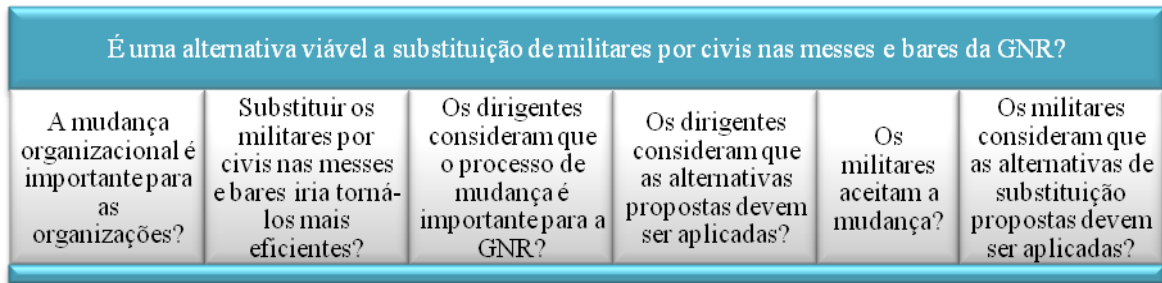 É uma alternativa viável a substituição de militares por civis nas messes e bares da GNR?
A mudança
organizacional é
importante para
as
organizações?
Substituir os
militares por
civis nas messes
e bares iria torná-
los mais
eficientes?
Os dirigentes
consideram que
o processo de
mudança é
importante para a
GNR?
Os dirigentes
consideram que
as alternativas
propostas devem
ser aplicadas?
Os
militares
aceitam a
mudança?
Os militares
consideram que
as alternativas de
substituição
propostas devem
ser aplicadas?